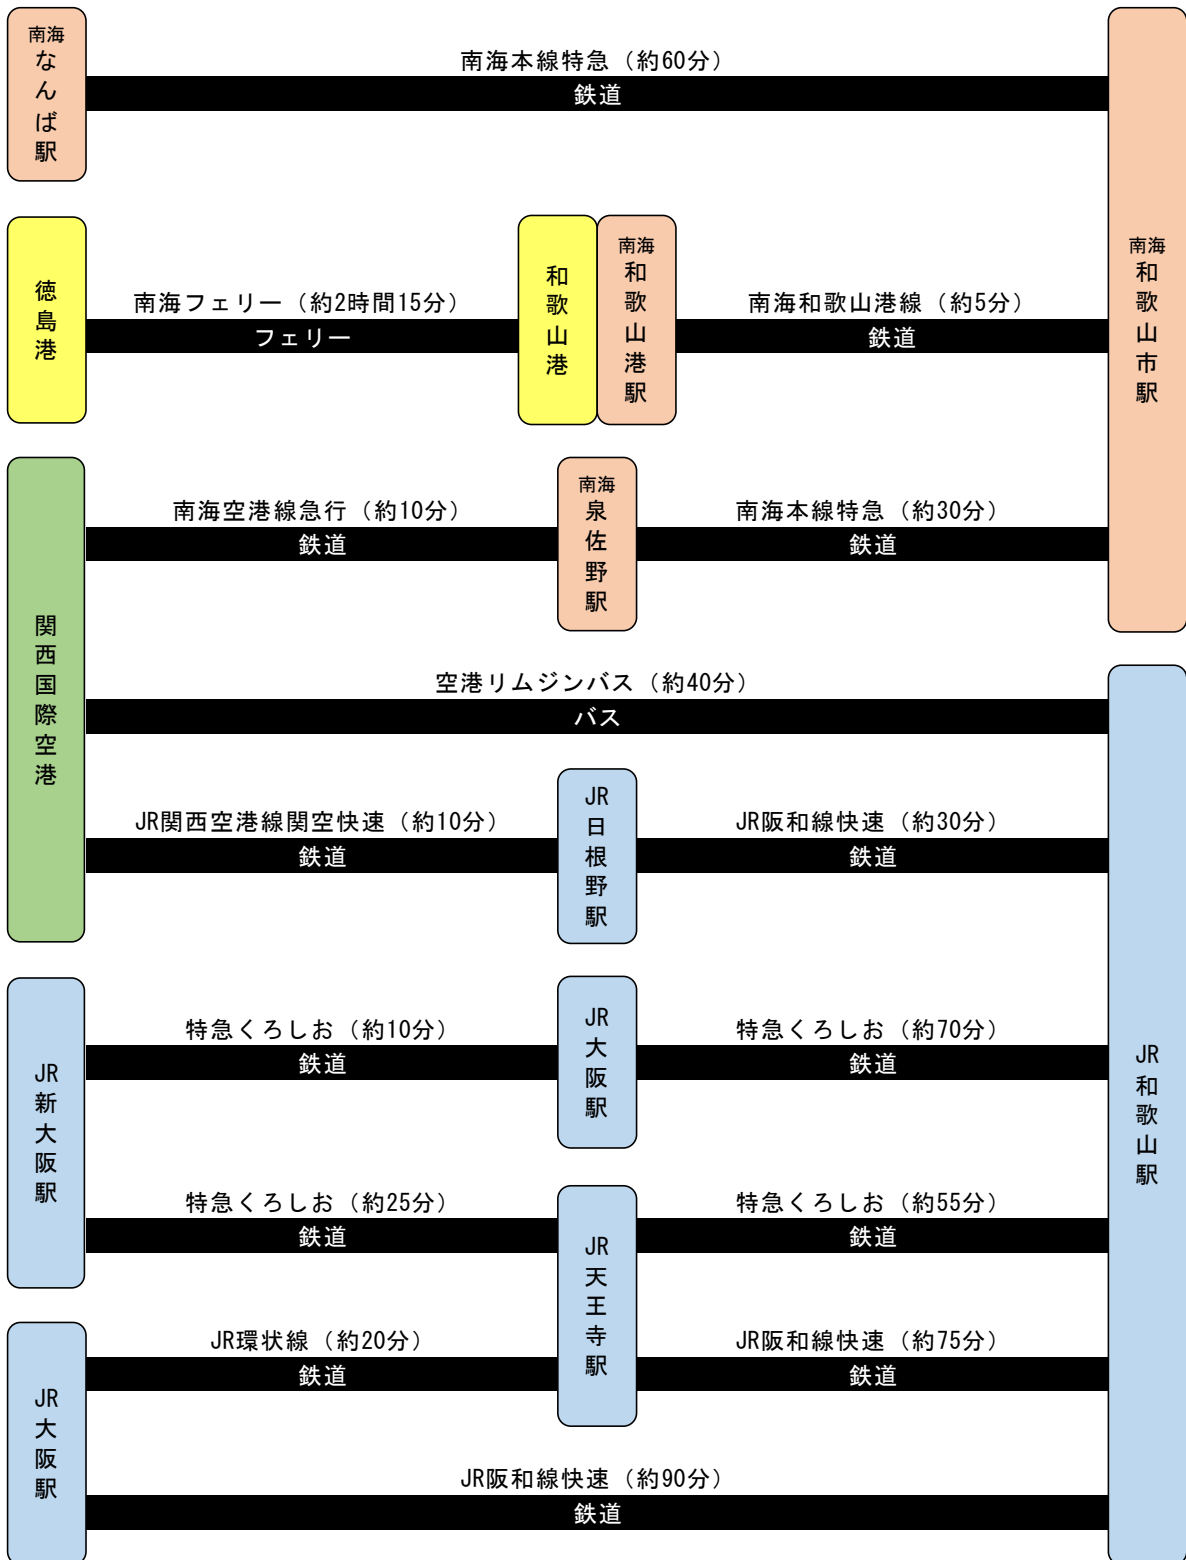 南海
なんば駅
南海本線特急（約60分）
鉄道
南海
和歌山市駅
徳島港
南海フェリー（約2時間15分）
フェリー
和歌山港
南海
和歌山港駅
南海和歌山港線（約5分）
鉄道
関西国際空港
南海空港線急行（約10分）
鉄道
南海
泉佐野駅
南海本線特急（約30分）
鉄道
空港リムジンバス（約40分）
バス
JR和歌山駅
JR関西空港線関空快速（約10分）
鉄道
JR日根野駅
JR阪和線快速（約30分）
鉄道
JR新大阪駅
特急くろしお（約10分）
鉄道
JR大阪駅
特急くろしお（約70分）
鉄道
特急くろしお（約25分）
鉄道
JR天王寺駅
特急くろしお（約55分）
鉄道
JR大阪駅
JR環状線（約20分）
鉄道
JR阪和線快速（約75分）
鉄道
JR阪和線快速（約90分）
鉄道